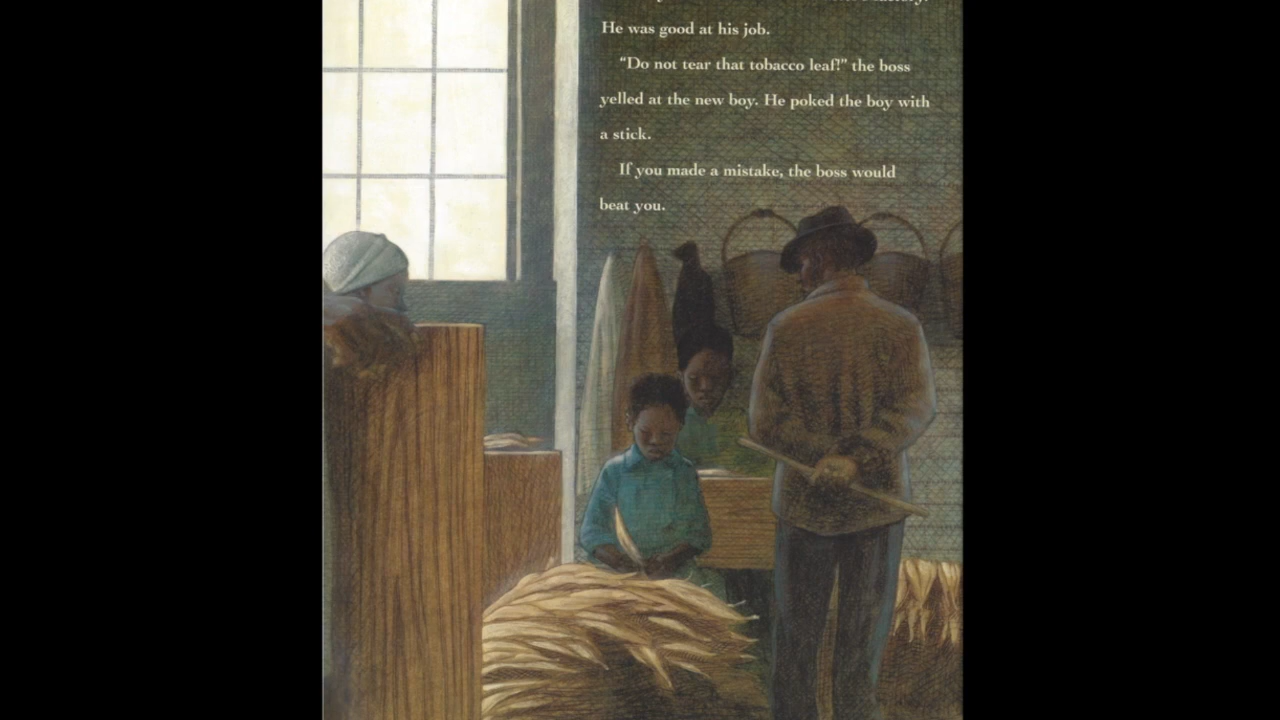 He was good at his job.
“Do not tear that tobacco leaf!” the boss
yelled at the new boy. He poked the boy with
a stick.
If you made a mistake, the boss would
beat you.